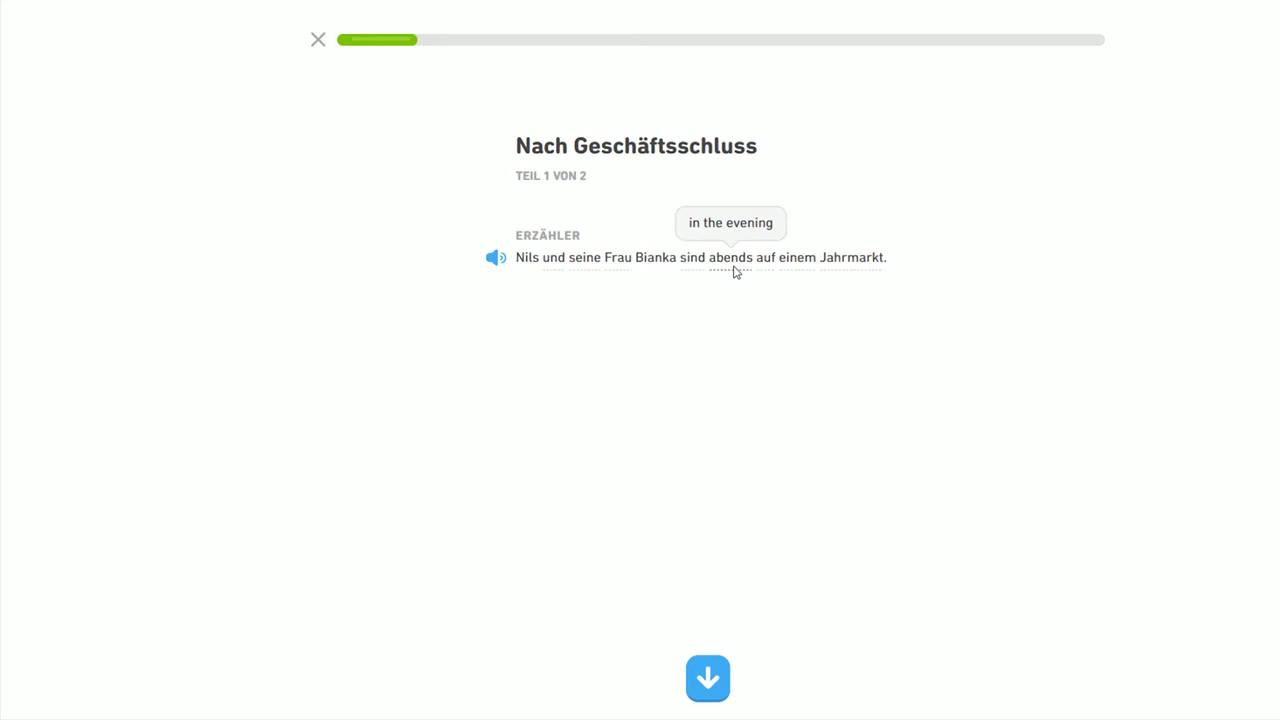 Nach Geschäftsschluss
TEIL 1 VON 2
in the evening
ERZÄHLER
Nils und seine Frau Bianka sind abends auf einem Jahrmarkt.